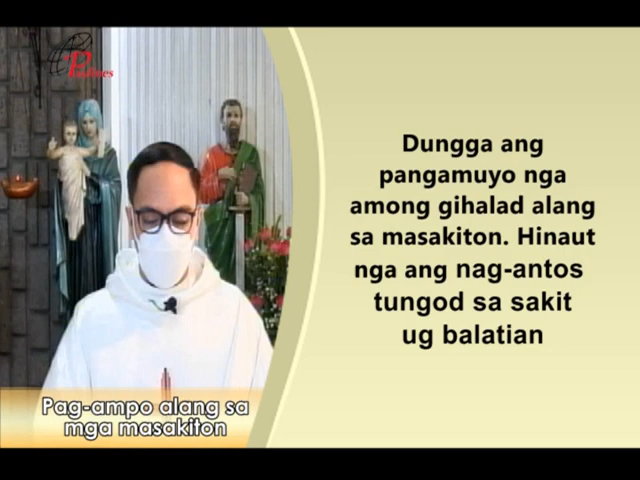 Dungga ang
pangamuyo nga
among gihalad alang
sa masakiton. Hinaut
nga ang nag-antos
tungod sa sakit
ug balatian
Pag-ampo alang sa
mga masakiton